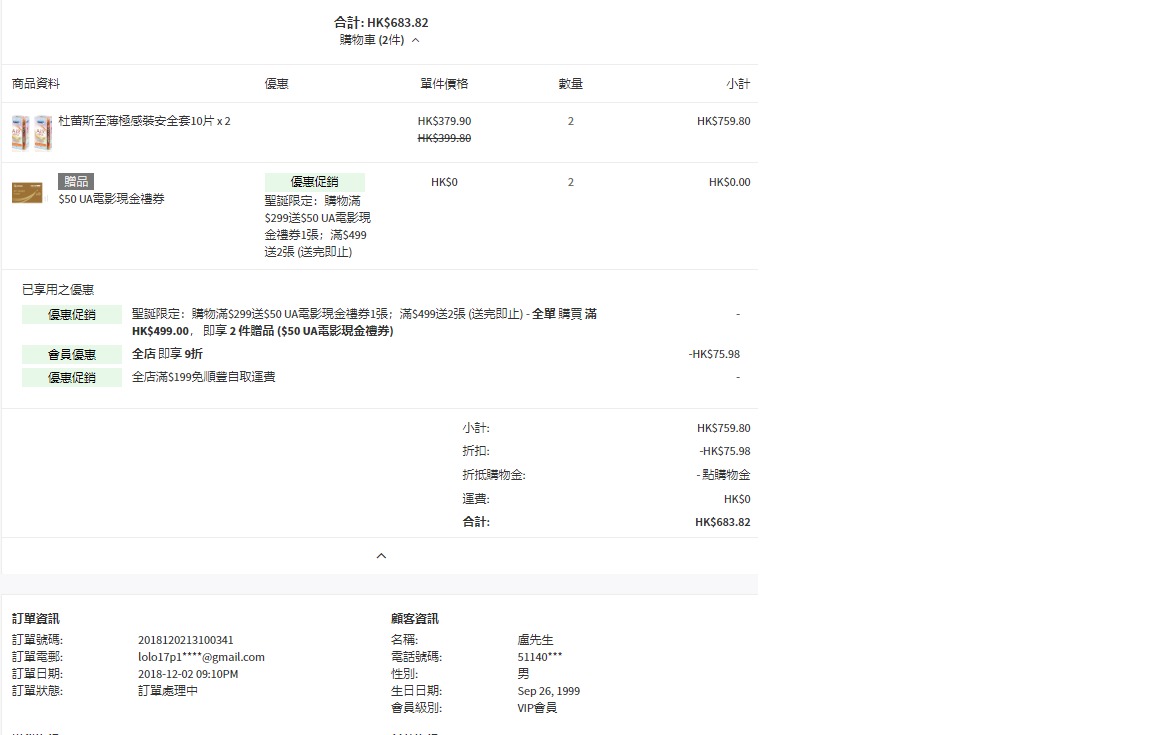 合計: HK$683.82
購物車 (2件)
商品資料 優惠 單件價格 數量 小計
杜蕾斯至薄極感裝安全套10片 x 2 HK$379.90 2 HK$759.80
HK$399.80
贈品 優惠促銷 HK$0 2 HK$0.00
$50 UA電影現金禮券
聖誕限定：購物滿
$299送$50 UA電影現
金禮券1張；滿$499
送2張 (送完即止)
已享用之優惠
優惠促銷 聖誕限定：購物滿$299送$50 UA電影現金禮券1張；滿$499送2張 (送完即止) - 全單 購買 滿 -
HK$499.00， 即享 2 件贈品 ($50 UA電影現金禮券)
會員優惠 全店 即享 9折 -HK$75.98
優惠促銷 全店滿$199免順豐自取運費 -
小計: HK$759.80
折扣: -HK$75.98
折抵購物金: - 點購物金
運費: HK$0
合計: HK$683.82
訂單資訊 顧客資訊
訂單號碼: 2018120213100341 名稱: 盧先生
訂單電郵: lolo17p1****@gmail.com 電話號碼: 51140***
訂單日期: 2018-12-02 09:10PM 性別: 男
訂單狀態: 訂單處理中 生日日期: Sep 26, 1999
會員級別: VIP會員